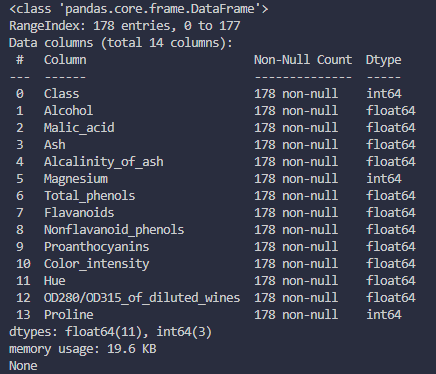 <class 'pandas.core.frame.DataFrame'>
RangeIndex: 178 entries, 0 to 177
Data columns (total 14 columns):
 #   Column                        Non-Null Count  Dtype
---  ------                        --------------  -----
 0   Class                         178 non-null    int64
 1   Alcohol                       178 non-null    float64
 2   Malic_acid                    178 non-null    float64
 3   Ash                           178 non-null    float64
 4   Alcalinity_of_ash             178 non-null    float64
 5   Magnesium                     178 non-null    int64
 6   Total_phenols                 178 non-null    float64
 7   Flavanoids                    178 non-null    float64
 8   Nonflavanoid_phenols          178 non-null    float64
 9   Proanthocyanins               178 non-null    float64
 10  Color_intensity               178 non-null    float64
 11  Hue                           178 non-null    float64
 12  OD280/OD315_of_diluted_wines  178 non-null    float64
 13  Proline                       178 non-null    int64
dtypes: float64(11), int64(3)
memory usage: 19.6 KB
None